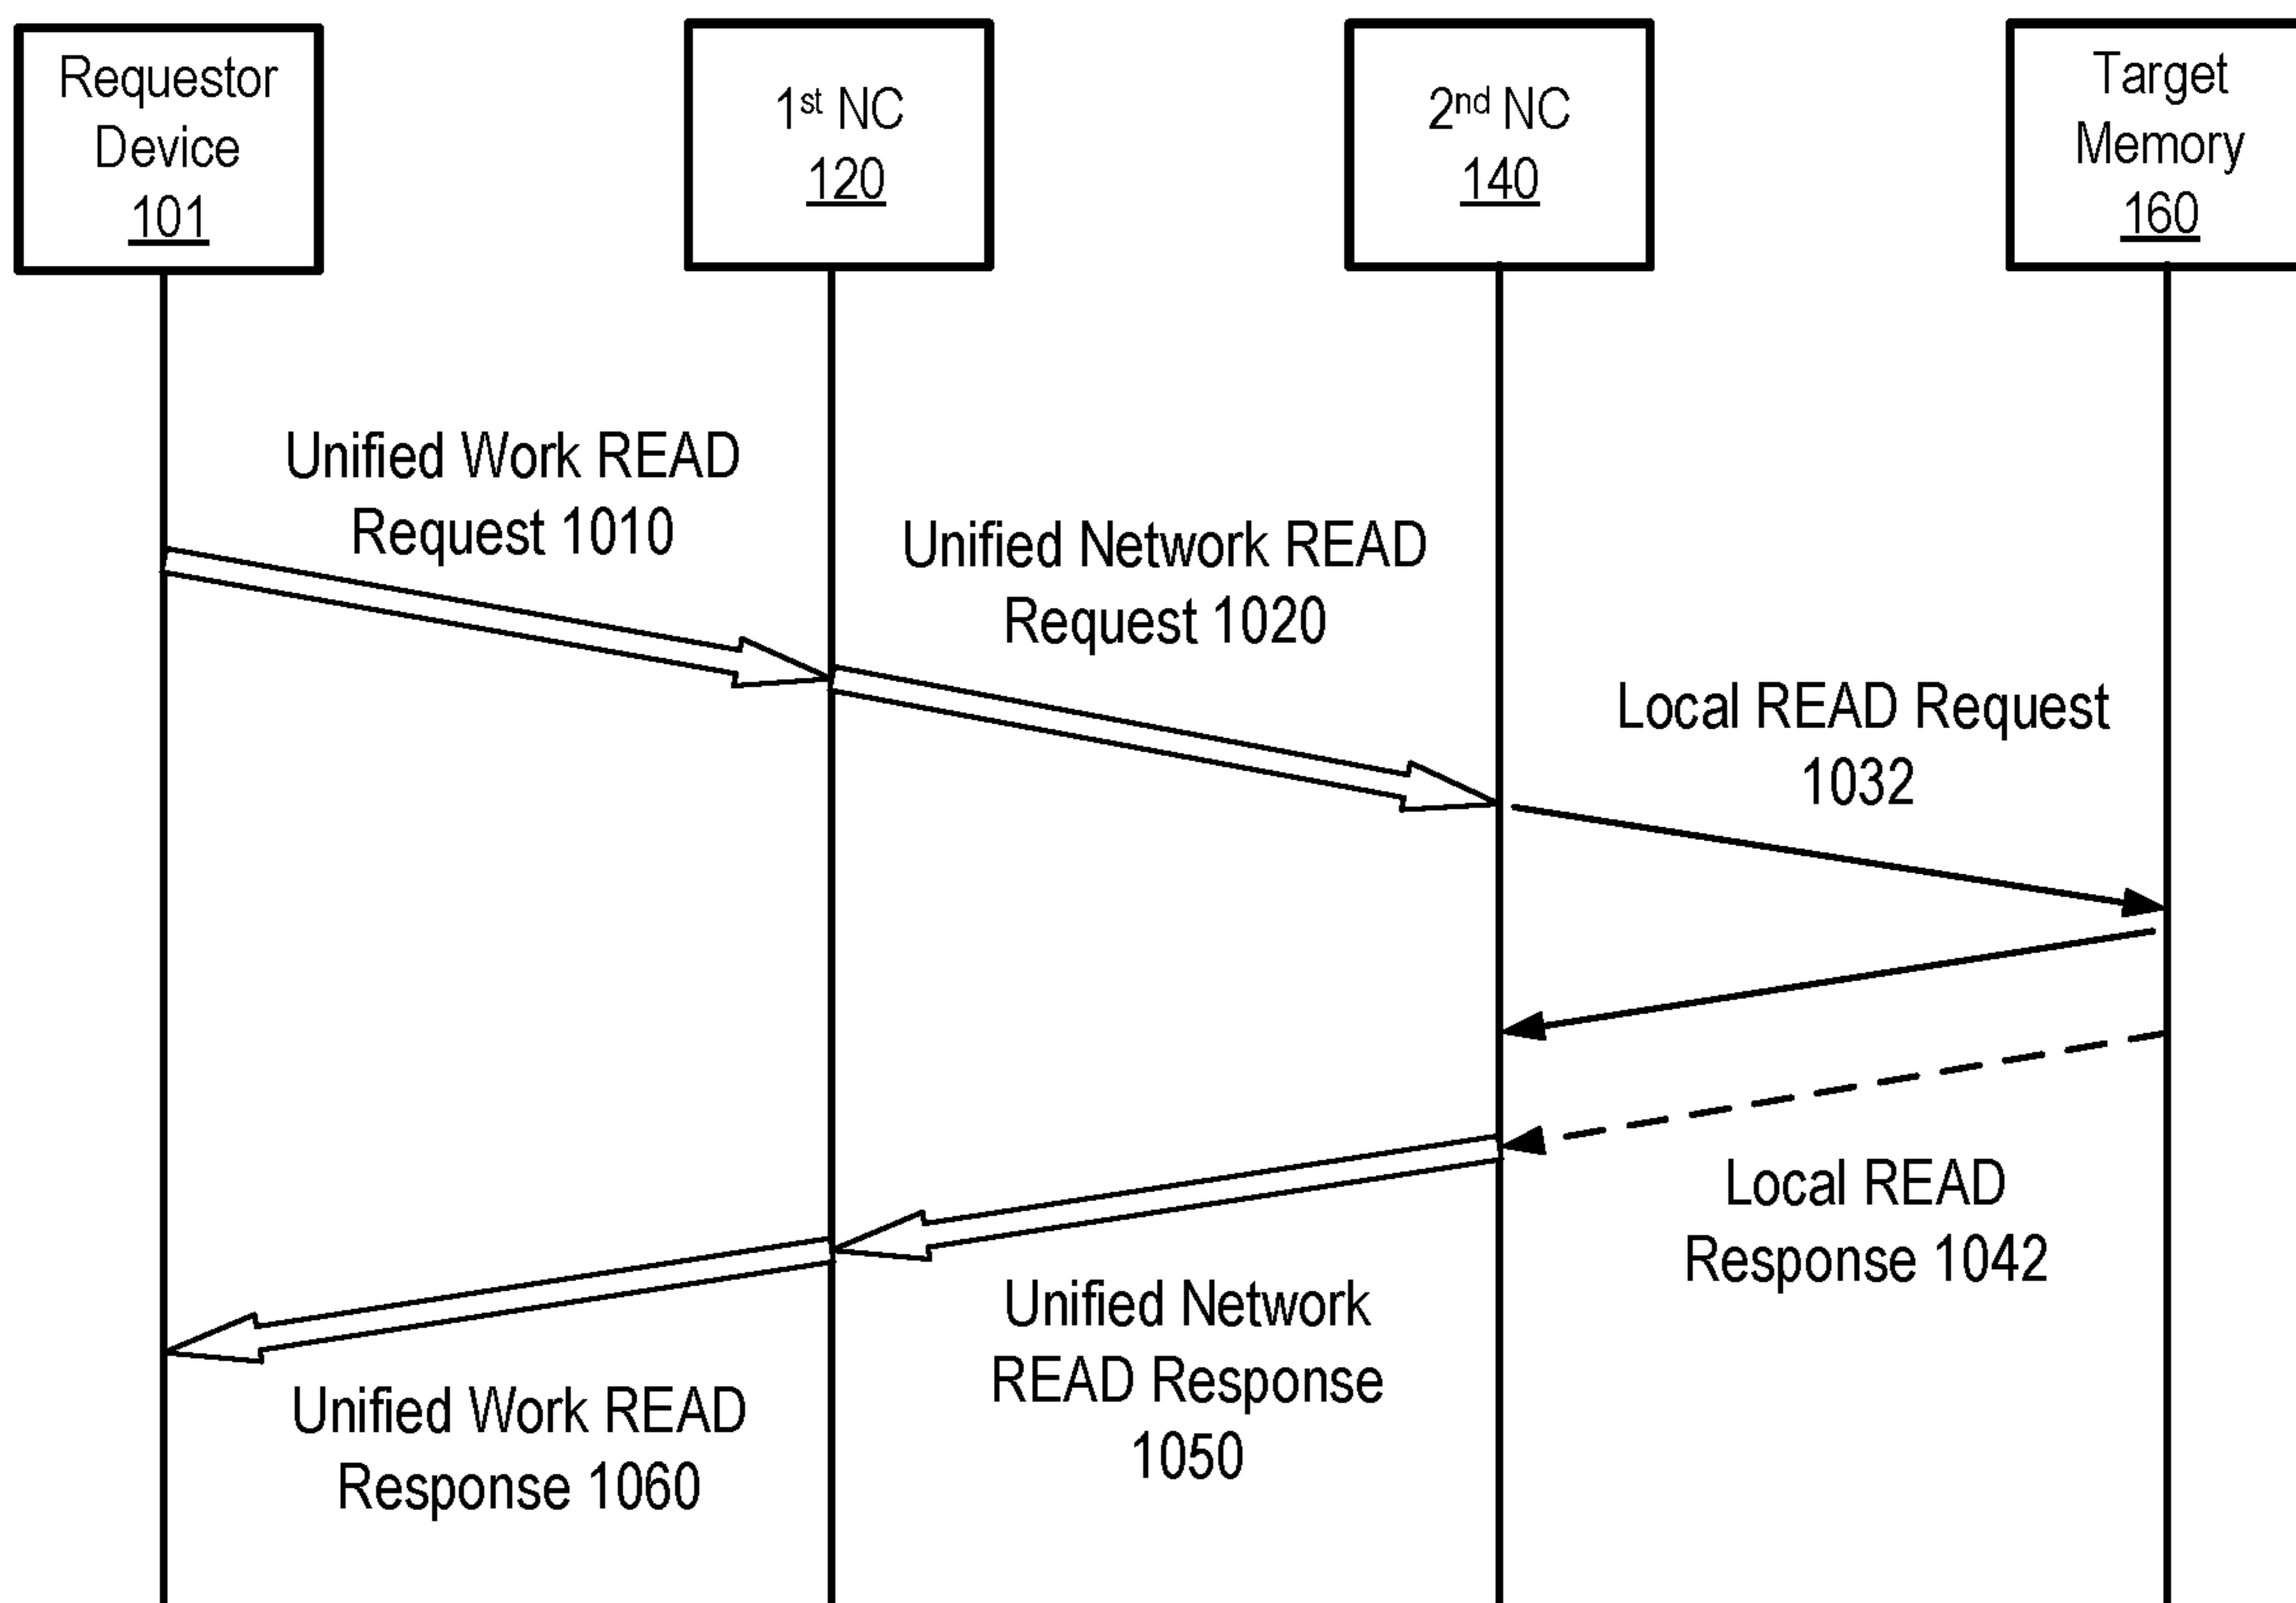 Requestor
Device
101
1st NC
120
2nd NC
140
Target
Memory
160
Unified Work READ
Request 1010
Unified Network READ
Request 1020
Local READ Request
1032
Local READ
Response 1042
Unified Network
READ Response
1050
Unified Work READ
Response 1060